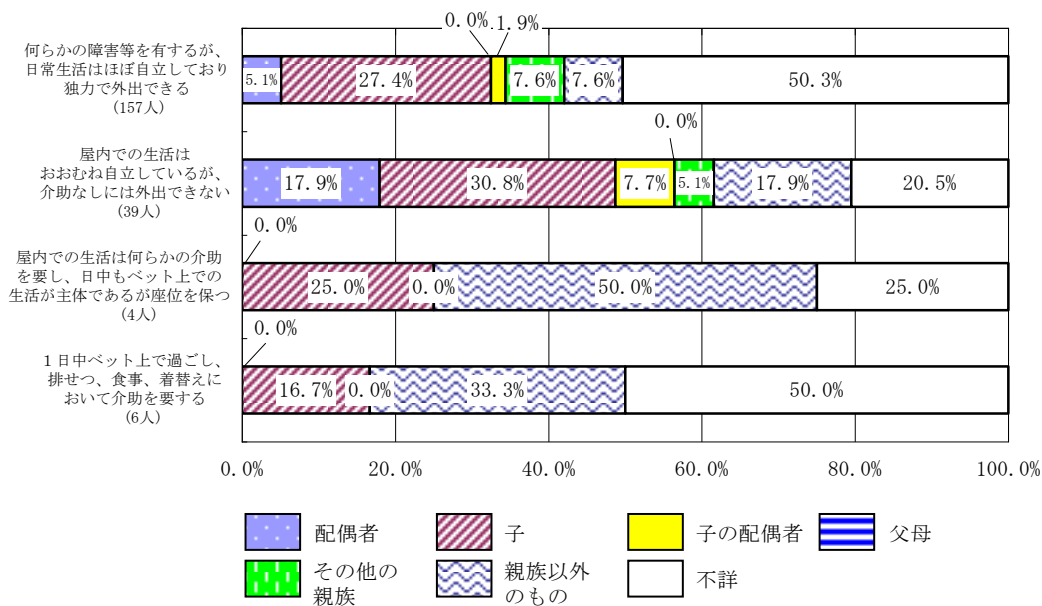 0.0%
1.9%
何らかの障害等を有するが、
日常生活はほぼ自立しており
独力で外出できる
(157人)
5.1% 27.4% 7.6% 7.6% 50.3%
0.0%
屋内での生活は
おおむね自立しているが、
介助なしには外出できない
(39人)
17.9% 30.8% 7.7% 5.1% 17.9% 20.5%
0.0%
屋内での生活は何らかの介助
を要し、日中もベット上での
生活が主体であるが座位を保つ
(4人)
25.0% 0.0% 50.0% 25.0%
0.0%
1日中ベット上で過ごし、
排せつ、食事、着替えに
おいて介助を要する
(6人)
16.7% 0.0% 33.3% 50.0%
0.0% 20.0% 40.0% 60.0% 80.0% 100.0%
配偶者 子 子の配偶者 父母
その他の
親族
親族以外
のもの
不詳